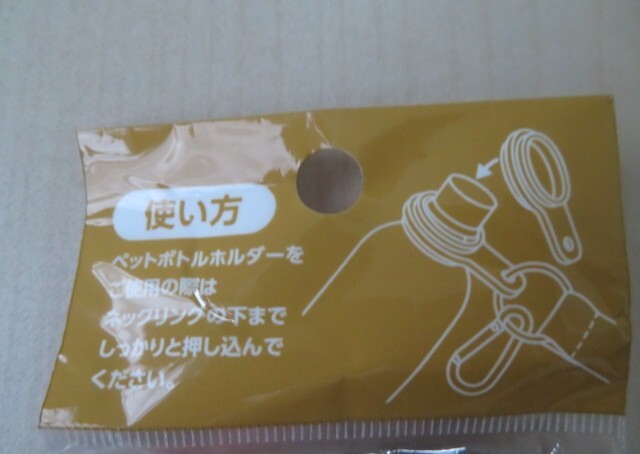 使い方
ペットボトルホルダーを
ご使用の際は
ネックリングの下まで
しっかりと押し込んで
ください。